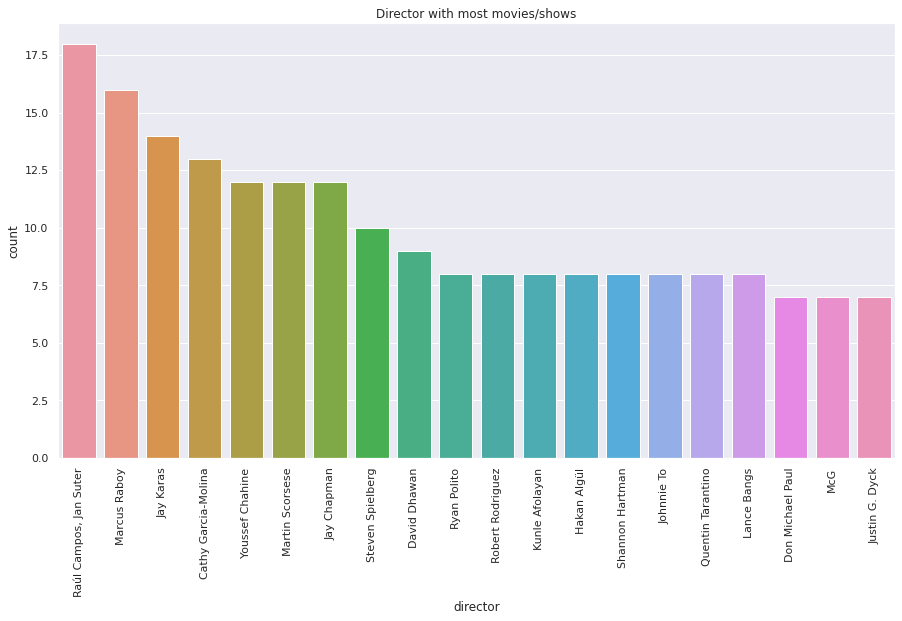 Director with most movies/shows
count
17.5
15.0
12.5
10.0
7.5
5.0
2.5
0.0
Raúl Campos, Jan Suter
Marcus Raboy
Jay Karas
Cathy Garcia-Molina
Youssef Chahine
Martin Scorsese
Jay Chapman
Steven Spielberg
David Dhawan
Ryan Polito
Robert Rodriguez
Kunle Afolayan
Hakan Algül
Shannon Hartman
Johnnie To
Quentin Tarantino
Lance Bangs
Don Michael Paul
McG
Justin G. Dyck
director